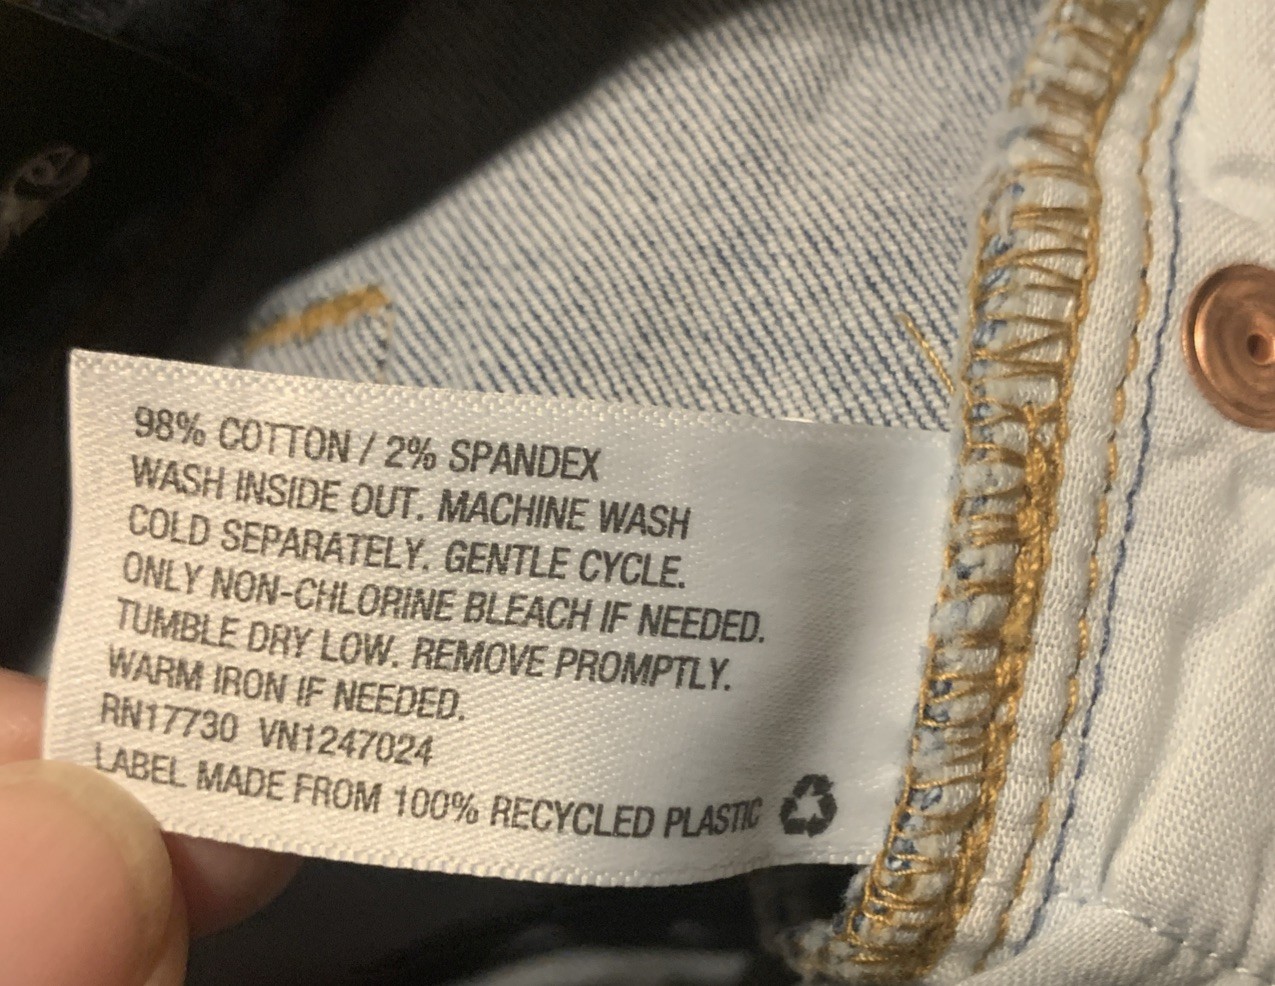 98% COTTON / 2% SPANDEX
WASH INSIDE OUT. MACHINE WASH
COLD SEPARATELY. GENTLE CYCLE.
ONLY NON-CHLORINE BLEACH IF NEEDED.
TUMBLE DRY LOW. REMOVE PROMPTLY.
WARM IRON IF NEEDED.
RN17730 VN1247024
LABEL MADE FROM 100% RECYCLED PLASTIC